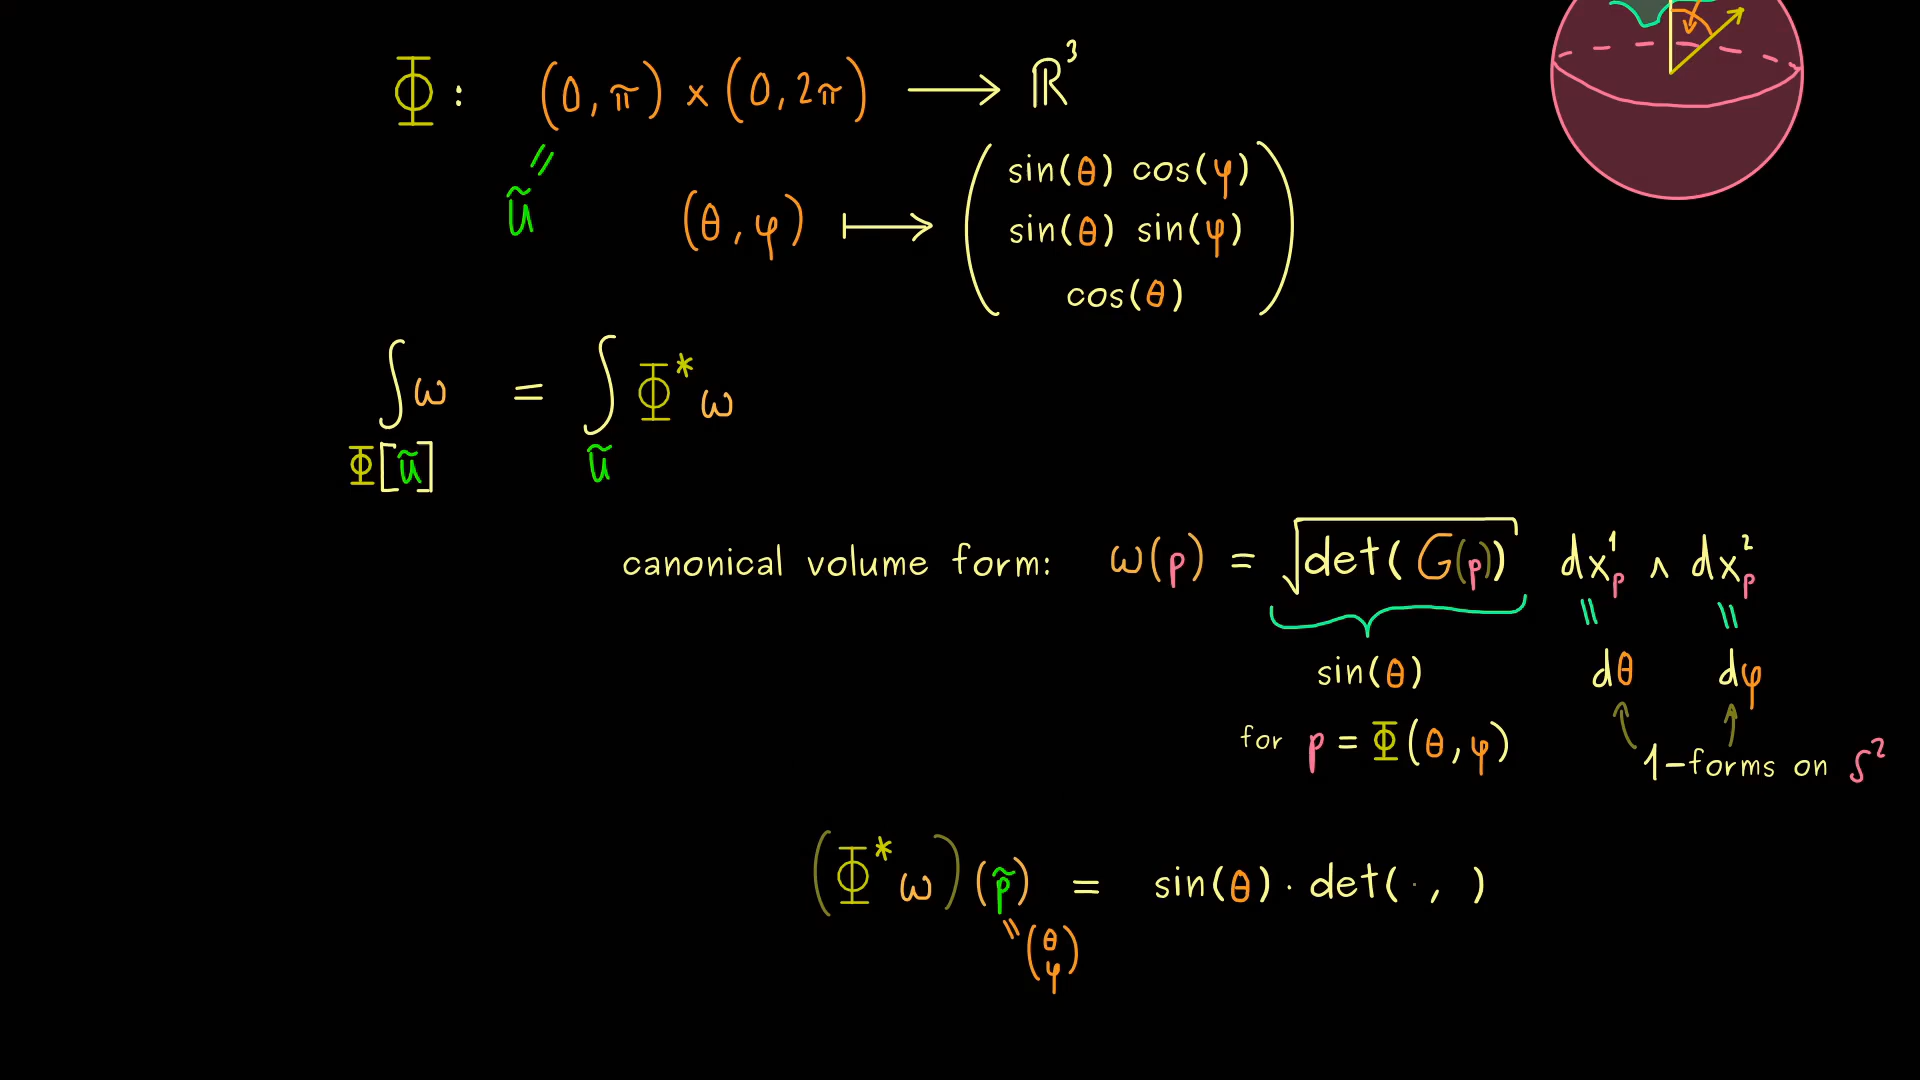 Φ : (0, π) × (0, 2π) ⟶ ℝ³
‖
Ũ
(θ, φ) ⟼ ( sin(θ) cos(φ)
sin(θ) sin(φ)
cos(θ) )
∫ ω = ∫ Φ* ω
Φ[Ũ] Ũ
canonical volume form: ω(p) = √det( G(p)) dx¹ₚ ∧ dx²ₚ
‖ ‖
sin(θ) dθ dφ
for p = Φ(θ, φ)
1-forms on S²
(Φ* ω)(p̃) = sin(θ) · det( · , )
‖
(θ
φ)